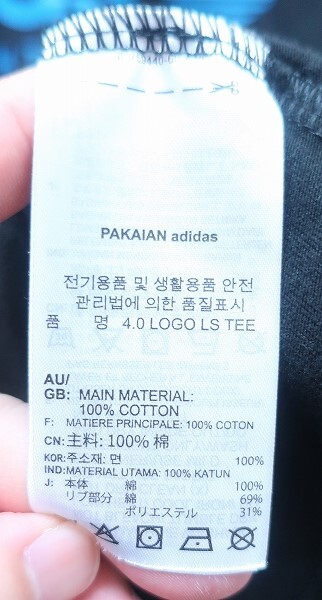 PAKAIAN adidas
전기용품 및 생활용품 안전
관리법에 의한 품질표시
품 명 4.0 LOGO LS TEE
AU/
GB: MAIN MATERIAL:
100% COTTON
F: MATIERE PRINCIPALE: 100% COTON
CN: 主料: 100% 棉
KOR: 주소재: 면 100%
IND: MATERIAL UTAMA: 100% KATUN
J: 本体 綿 100%
リブ部分 綿 69%
ポリエステル 31%